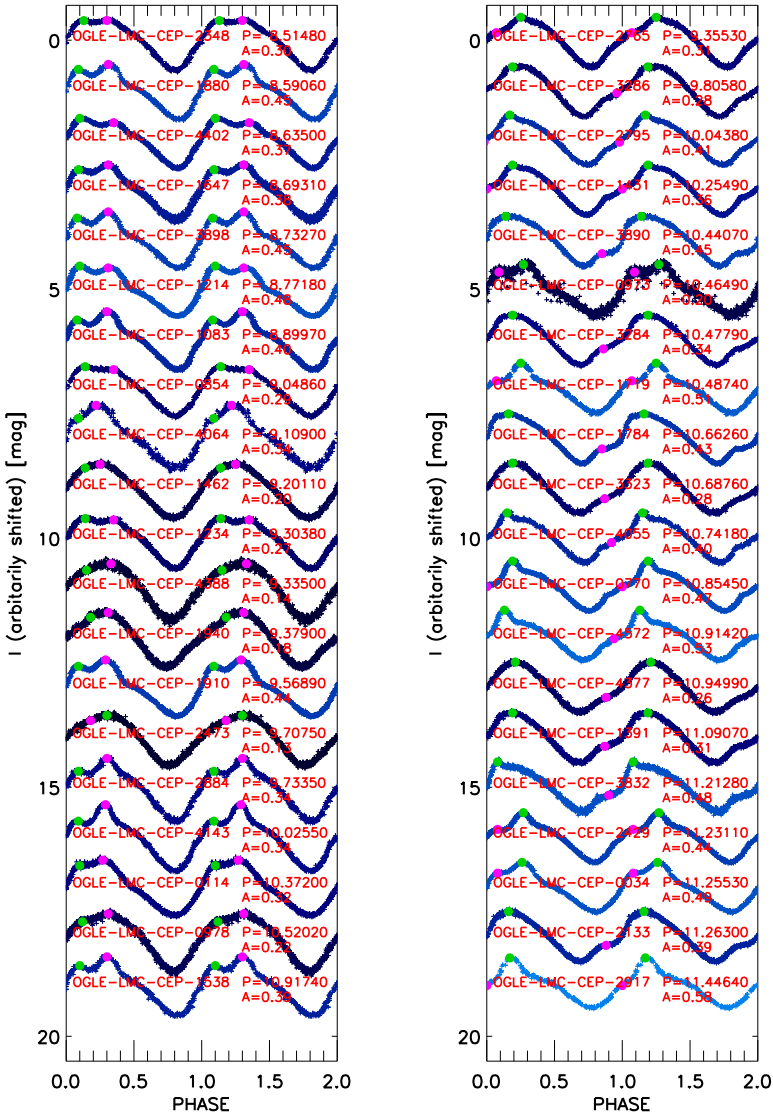 0
5
10
15
20
I (arbitorily shifted) [mag]
OGLE-LMC-CEP-2348 P= 8.51480
A=0.30
OGLE-LMC-CEP-1880 P= 8.59060
A=0.45
OGLE-LMC-CEP-4402 P= 8.63500
A=0.37
OGLE-LMC-CEP-1647 P= 8.69310
A=0.38
OGLE-LMC-CEP-3898 P= 8.73270
A=0.45
OGLE-LMC-CEP-1214 P= 8.77180
A=0.48
OGLE-LMC-CEP-1083 P= 8.89970
A=0.40
OGLE-LMC-CEP-0854 P= 9.04860
A=0.29
OGLE-LMC-CEP-4064 P= 9.10900
A=0.34
OGLE-LMC-CEP-1462 P= 9.20110
A=0.20
OGLE-LMC-CEP-1234 P= 9.30380
A=0.27
OGLE-LMC-CEP-4388 P= 9.33500
A=0.14
OGLE-LMC-CEP-1940 P= 9.37900
A=0.18
OGLE-LMC-CEP-1910 P= 9.56890
A=0.44
OGLE-LMC-CEP-2473 P= 9.70750
A=0.13
OGLE-LMC-CEP-2884 P= 9.73350
A=0.34
OGLE-LMC-CEP-4143 P=10.02550
A=0.34
OGLE-LMC-CEP-0114 P=10.37200
A=0.32
OGLE-LMC-CEP-0978 P=10.52020
A=0.22
OGLE-LMC-CEP-1538 P=10.91740
A=0.39
0.0 0.5 1.0 1.5 2.0
PHASE
0
5
10
15
20
I (arbitorily shifted) [mag]
OGLE-LMC-CEP-2765 P= 9.35530
A=0.31
OGLE-LMC-CEP-3286 P= 9.80580
A=0.28
OGLE-LMC-CEP-2795 P=10.04380
A=0.41
OGLE-LMC-CEP-1431 P=10.25490
A=0.36
OGLE-LMC-CEP-3890 P=10.44070
A=0.45
OGLE-LMC-CEP-0973 P=10.46490
A=0.20
OGLE-LMC-CEP-3284 P=10.47790
A=0.34
OGLE-LMC-CEP-1719 P=10.48740
A=0.51
OGLE-LMC-CEP-1784 P=10.66260
A=0.43
OGLE-LMC-CEP-3523 P=10.68760
A=0.28
OGLE-LMC-CEP-4055 P=10.74180
A=0.40
OGLE-LMC-CEP-0770 P=10.85450
A=0.47
OGLE-LMC-CEP-4572 P=10.91420
A=0.53
OGLE-LMC-CEP-4377 P=10.94990
A=0.26
OGLE-LMC-CEP-1391 P=11.09070
A=0.31
OGLE-LMC-CEP-3832 P=11.21280
A=0.48
OGLE-LMC-CEP-2429 P=11.23110
A=0.44
OGLE-LMC-CEP-0034 P=11.25530
A=0.49
OGLE-LMC-CEP-2133 P=11.26300
A=0.39
OGLE-LMC-CEP-2917 P=11.44640
A=0.58
0.0 0.5 1.0 1.5 2.0
PHASE